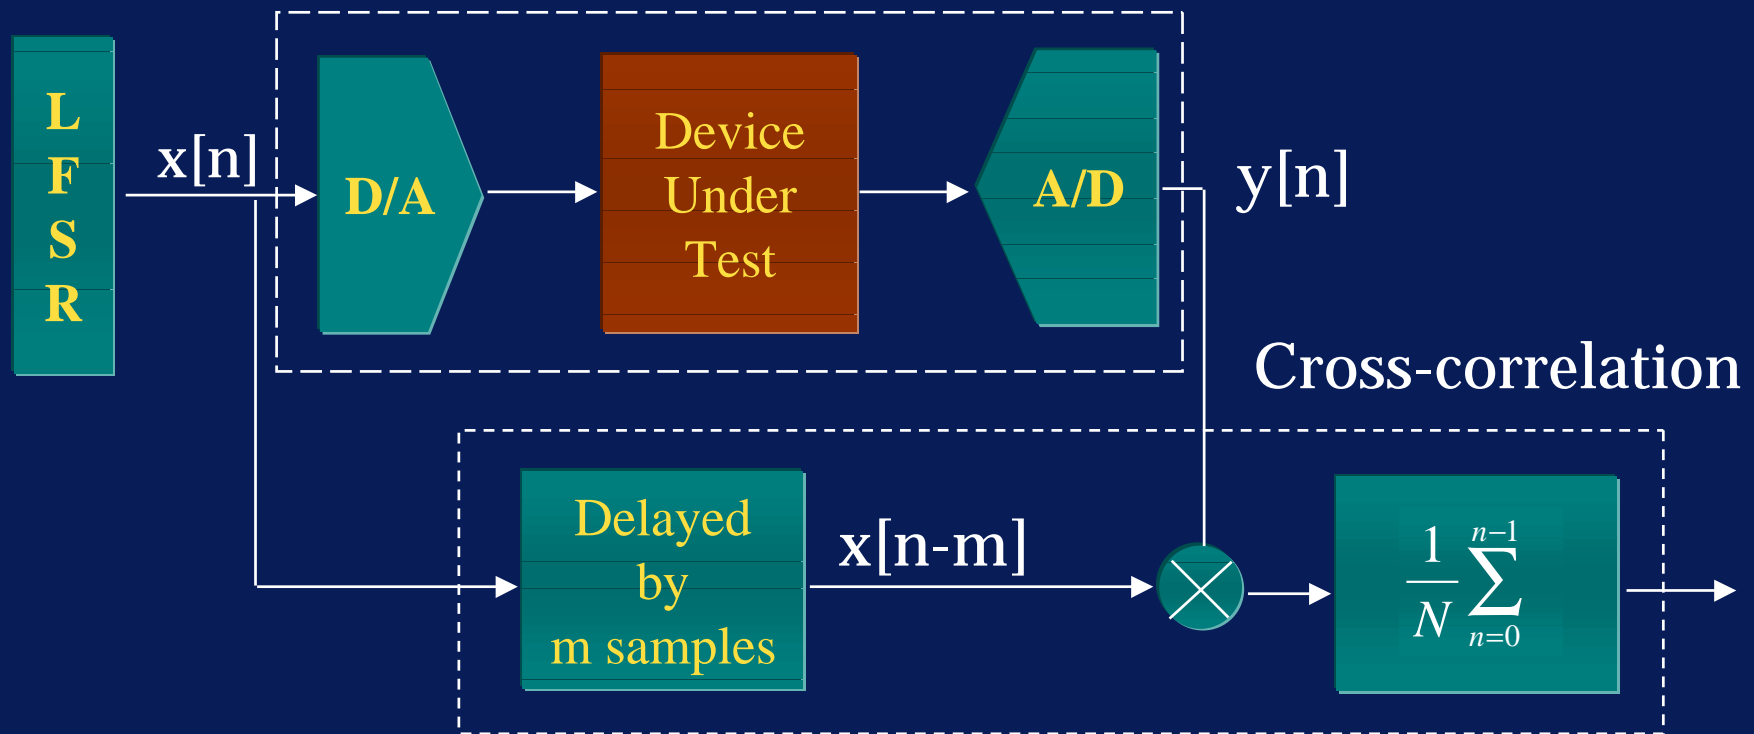 L
F
S
R
x[n]
D/A
Device
Under
Test
A/D
y[n]
Cross-correlation
Delayed
by
m samples
x[n-m]
n−1
1
N
∑
n=0